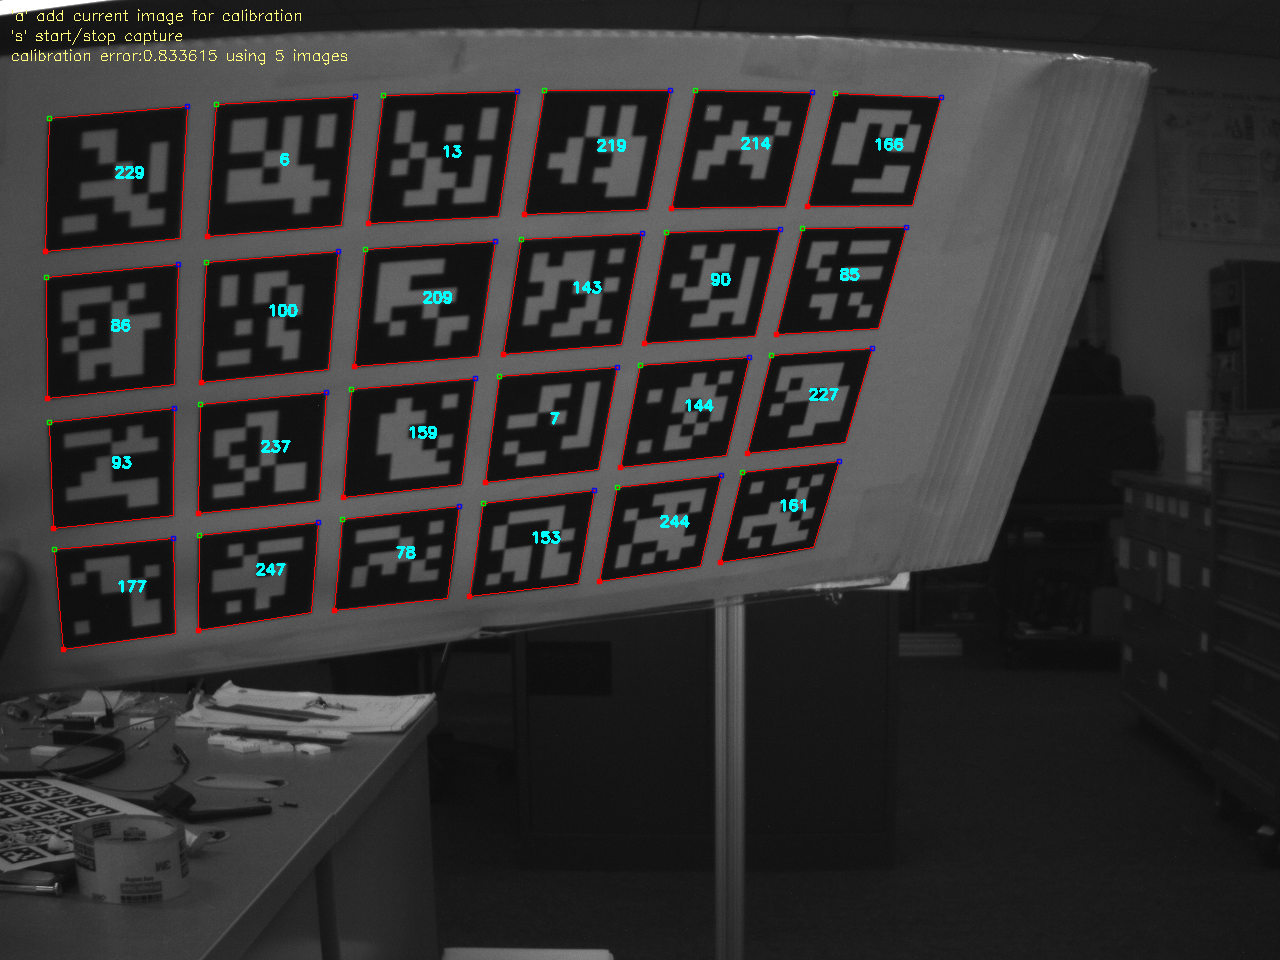 'a' add current image for calibration
's' start/stop capture
calibration error:0.833615 using 5 images
229 6 13 219 214 166
86 100 209 143 90 85
93 237 159 7 144 227
177 247 78 153 244 161